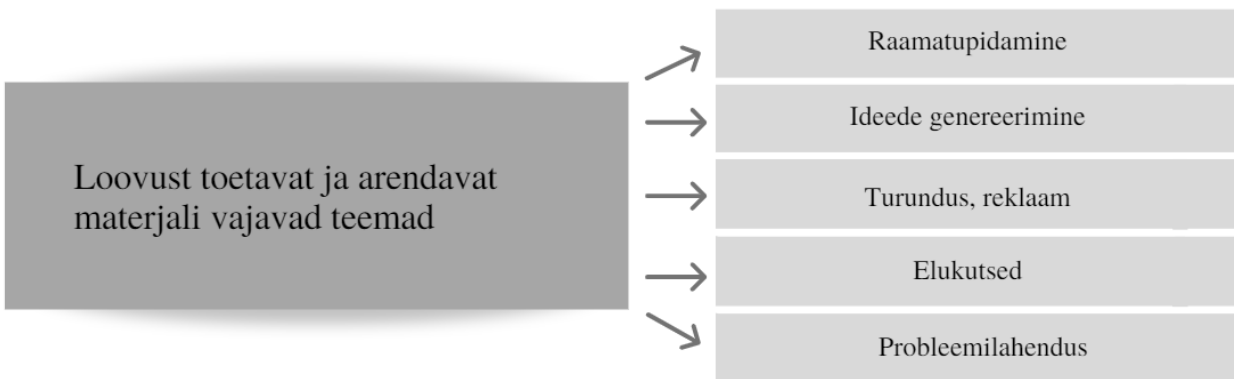 Loovust toetavat ja arendavat
materjali vajavad teemad
Raamatupidamine
Ideede genereerimine
Turundus, reklaam
Elukutsed
Probleemilahendus